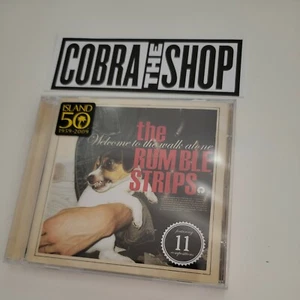 COBRA THE SHOP
ISLAND
50
1959-2009
the
Welcome to the walk alone
RUMBLE
STRIPS
11